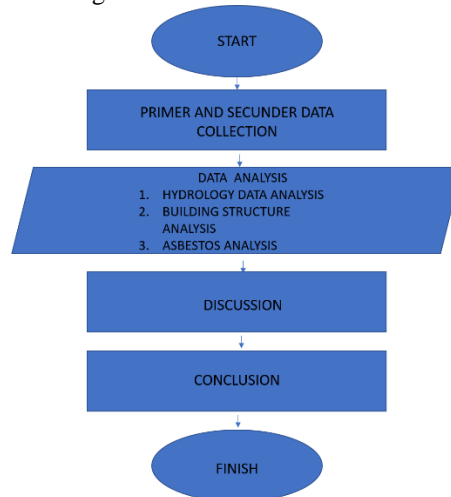 START
PRIMER AND SECUNDER DATA
COLLECTION
DATA ANALYSIS
1. HYDROLOGY DATA ANALYSIS
2. BUILDING STRUCTURE
ANALYSIS
3. ASBESTOS ANALYSIS
DISCUSSION
CONCLUSION
FINISH